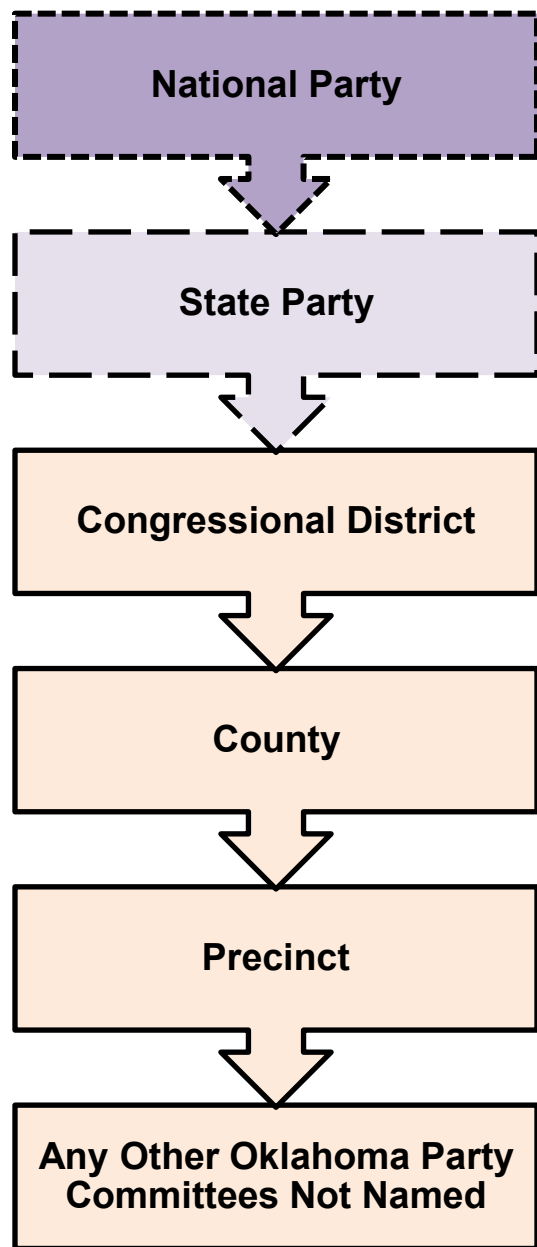 National Party
State Party
Congressional District
County
Precinct
Any Other Oklahoma Party
Committees Not Named